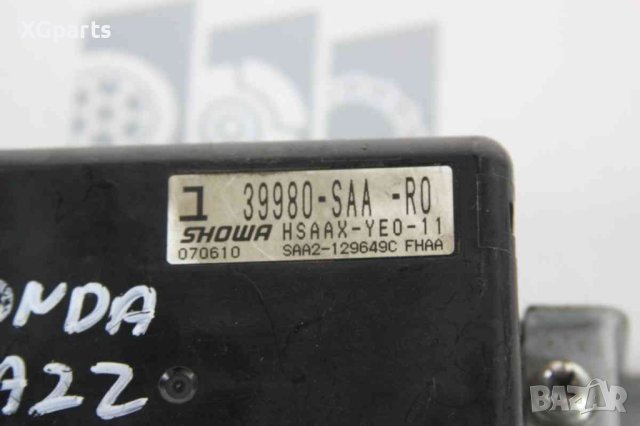 XGparts
1 39980-SAA -R0
SHOWA HSAAX-YE0-11
070610 SAA2-129649C FHAA
ONDA
AZZ
BAZAR